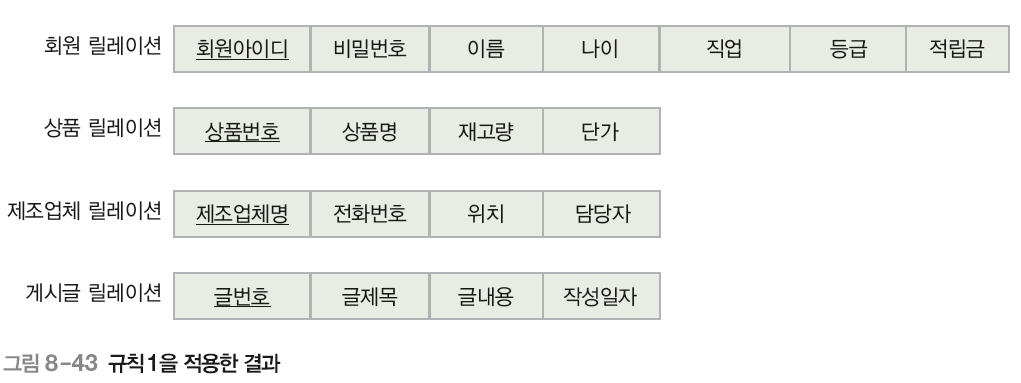 회원 릴레이션 회원아이디 비밀번호 이름 나이 직업 등급 적립금
상품 릴레이션 상품번호 상품명 재고량 단가
제조업체 릴레이션 제조업체명 전화번호 위치 담당자
게시글 릴레이션 글번호 글제목 글내용 작성일자
그림 8-43 규칙1을 적용한 결과